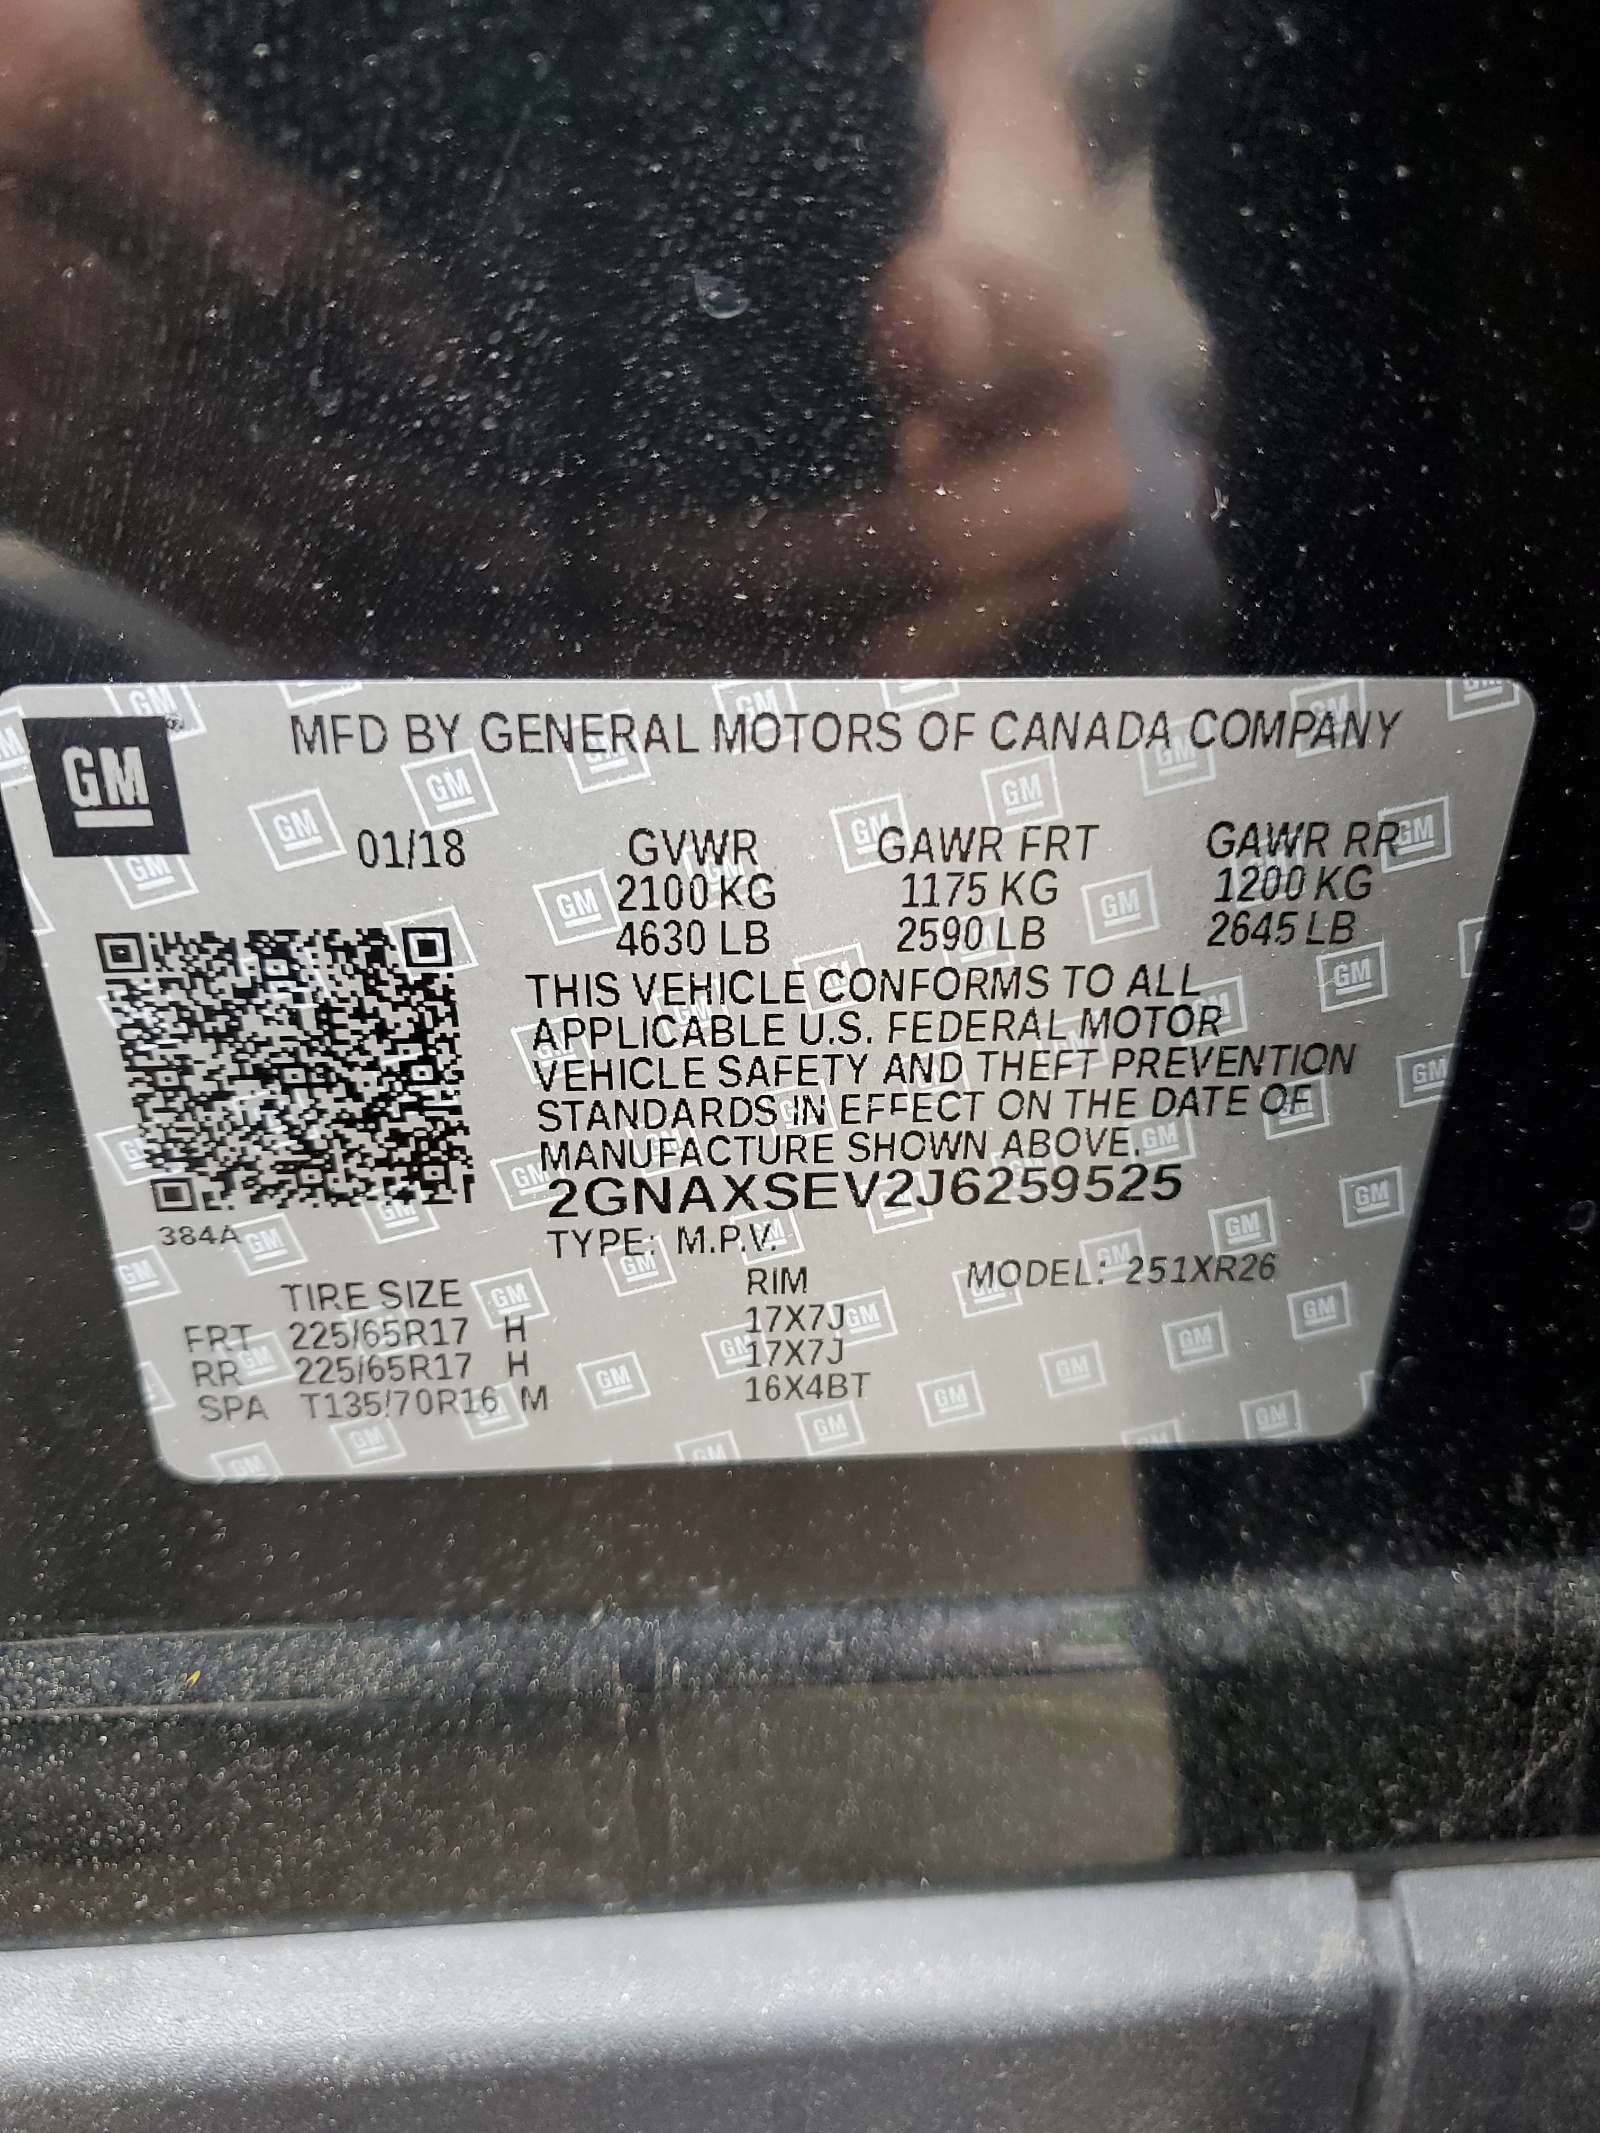 GM
MFD BY GENERAL MOTORS OF CANADA COMPANY
01/18 GVWR GAWR FRT GAWR RR
2100 KG 1175 KG 1200 KG
4630 LB 2590 LB 2645 LB
THIS VEHICLE CONFORMS TO ALL
APPLICABLE U.S. FEDERAL MOTOR
VEHICLE SAFETY AND THEFT PREVENTION
STANDARDS IN EFFECT ON THE DATE OF
MANUFACTURE SHOWN ABOVE.
2GNAXSEV2J6259525
384A
TYPE: M.P.V.
TIRE SIZE RIM MODEL: 251XR26
FRT 225/65R17 H 17X7J
RR 225/65R17 H 17X7J
SPA T135/70R16 M 16X4BT